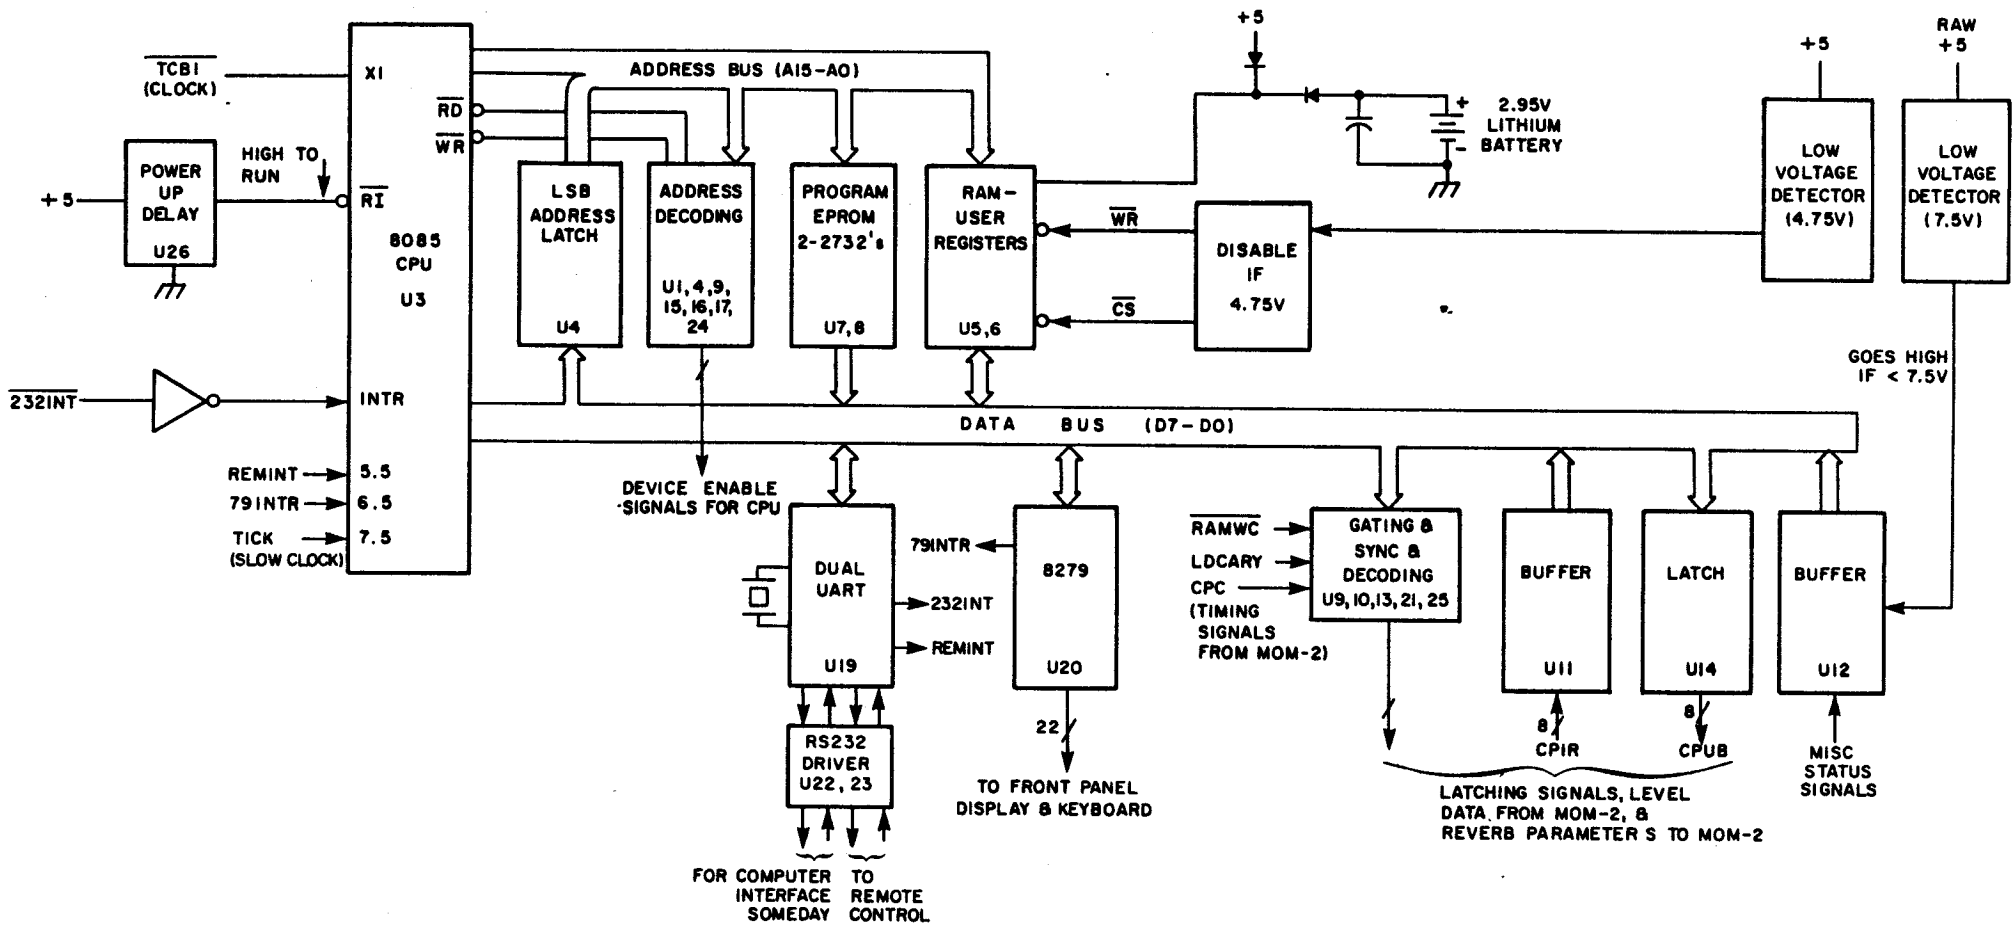 TCBI
(CLOCK)
XI
RD
WR
ADDRESS BUS (A15-A0)
+5
2.95V
LITHIUM
BATTERY
+
-
+5
RAW
+5
LOW
VOLTAGE
DETECTOR
(4.75V)
LOW
VOLTAGE
DETECTOR
(7.5V)
+5
POWER
UP
DELAY
U26
HIGH TO
RUN
RI
8085
CPU
U3
LSB
ADDRESS
LATCH
U4
ADDRESS
DECODING
U1,4,9,
15,16,17,
24
PROGRAM
EPROM
2-2732's
U7,8
RAM-
USER
REGISTERS
U5,6
WR
CS
DISABLE
IF
4.75V
GOES HIGH
IF < 7.5V
232INT
INTR
DATA BUS (D7-D0)
REMINT
5.5
79INTR
6.5
TICK
(SLOW CLOCK)
7.5
DEVICE ENABLE
SIGNALS FOR CPU
DUAL
UART
U19
232INT
REMINT
79INTR
8279
U20
22
TO FRONT PANEL
DISPLAY & KEYBOARD
RS232
DRIVER
U22, 23
FOR COMPUTER
INTERFACE
SOMEDAY
TO
REMOTE
CONTROL
RAMWC
LDCARY
CPC
(TIMING
SIGNALS
FROM MOM-2)
GATING &
SYNC &
DECODING
U9,10,13,21,25
BUFFER
U11
8
CPIR
LATCH
U14
8
CPUB
BUFFER
U12
MISC
STATUS
SIGNALS
LATCHING SIGNALS, LEVEL
DATA FROM MOM-2, &
REVERB PARAMETER S TO MOM-2